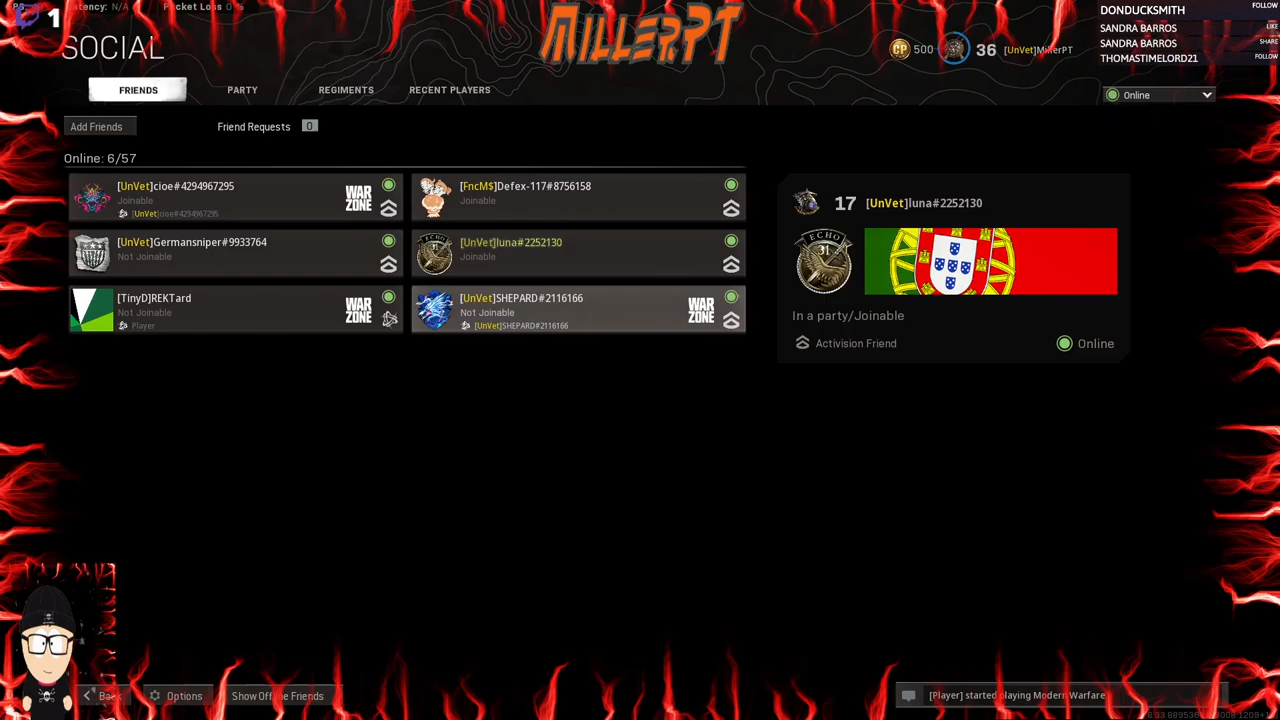 1
Latency: N/A Packet Loss 0 %
SOCIAL
MILLERPT
CP 500 36 [UnVet]MillerPT
DONDUCKSMITH FOLLOW
SANDRA BARROS LIKE
SANDRA BARROS SHARE
THOMASTIMELORD21 FOLLOW
FRIENDS PARTY REGIMENTS RECENT PLAYERS
Online
Add Friends Friend Requests 0
Online: 6/57
[UnVet]cioe#4294967295
Joinable
[UnVet]cioe#4294967295
WAR ZONE
[FncM$]Defex-117#8756158
Joinable
[UnVet]Germansniper#9933764
Not Joinable
[UnVet]luna#2252130
Joinable
[TinyD]REKTard
Not Joinable
Player
WAR ZONE
[UnVet]SHEPARD#2116166
Not Joinable
[UnVet]SHEPARD#2116166
WAR ZONE
17 [UnVet]luna#2252130
ECHO
31
In a party/Joinable
Activision Friend Online
Back Options Show Offline Friends
[Player] started playing Modern Warfare